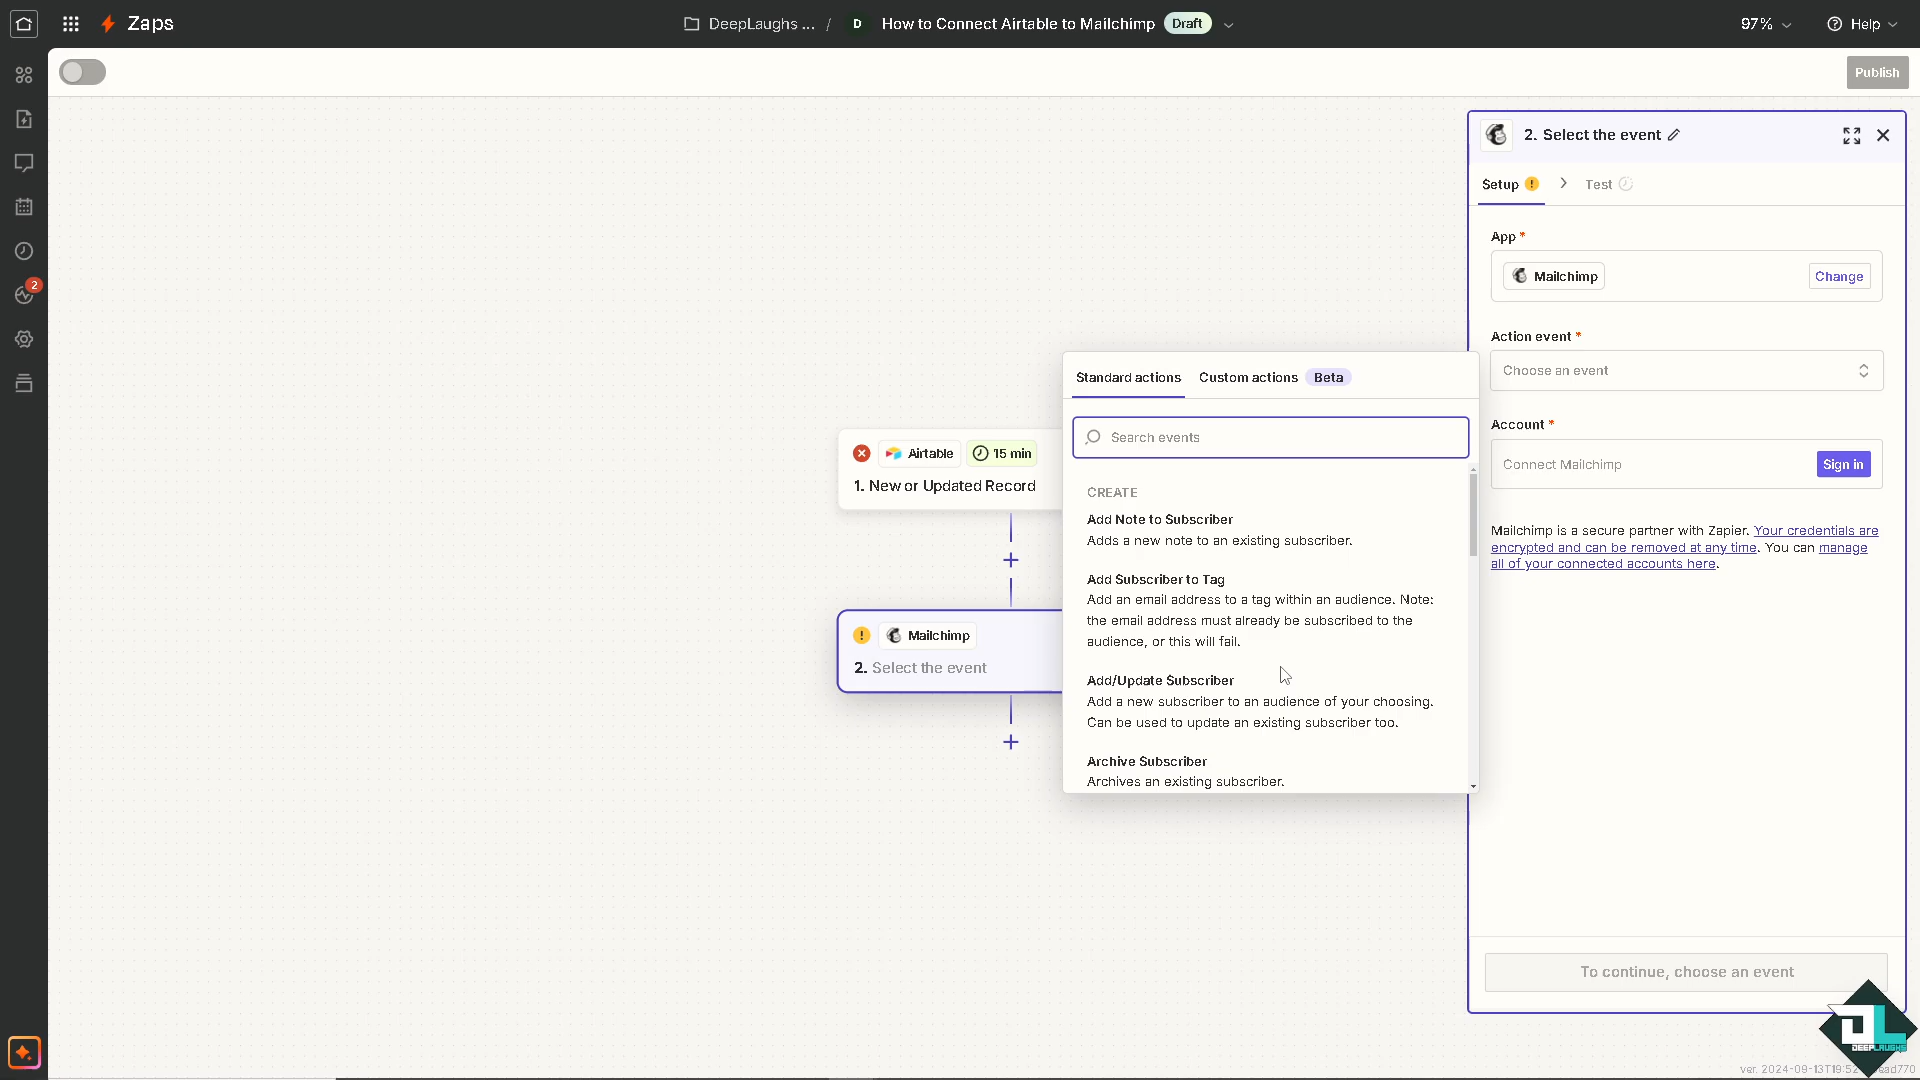 Zaps
DeepLaughs ... / D How to Connect Airtable to Mailchimp Draft
97%
Help
Publish
2
2. Select the event
Setup ! > Test
App *
Mailchimp
Change
Action event *
Choose an event
Account *
Connect Mailchimp
Sign in
Mailchimp is a secure partner with Zapier. Your credentials are
encrypted and can be removed at any time. You can manage
all of your connected accounts here.
To continue, choose an event
Standard actions
Custom actions Beta
Search events
CREATE
Add Note to Subscriber
Adds a new note to an existing subscriber.
Add Subscriber to Tag
Add an email address to a tag within an audience. Note:
the email address must already be subscribed to the
audience, or this will fail.
Add/Update Subscriber
Add a new subscriber to an audience of your choosing.
Can be used to update an existing subscriber too.
Archive Subscriber
Archives an existing subscriber.
Airtable
15 min
1. New or Updated Record
! Mailchimp
2. Select the event
DL
DEEPLAUGHS